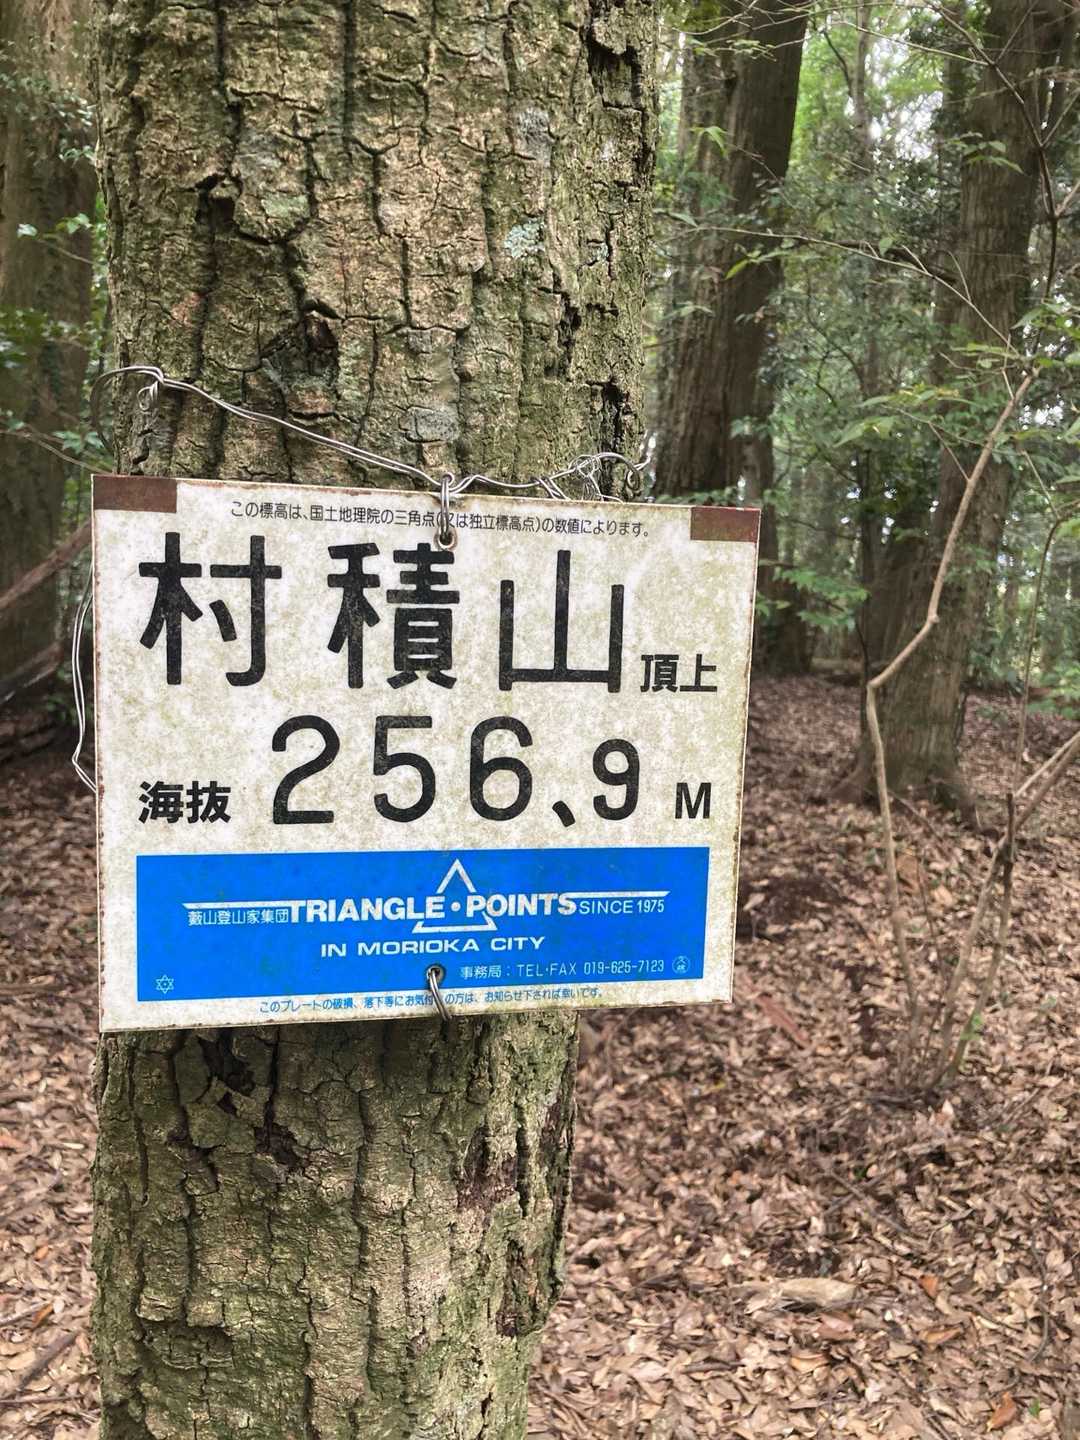 この標高は、国土地理院の三角点(又は独立標高点)の数値によります。
村積山頂上
海抜 256、9 M
藪山登山家集団TRIANGLE・POINTS SINCE 1975
IN MORIOKA CITY
事務局：TEL・FAX 019-625-7123
このプレートの破損、落下等にお気付の方は、お知らせ下されば幸いです。